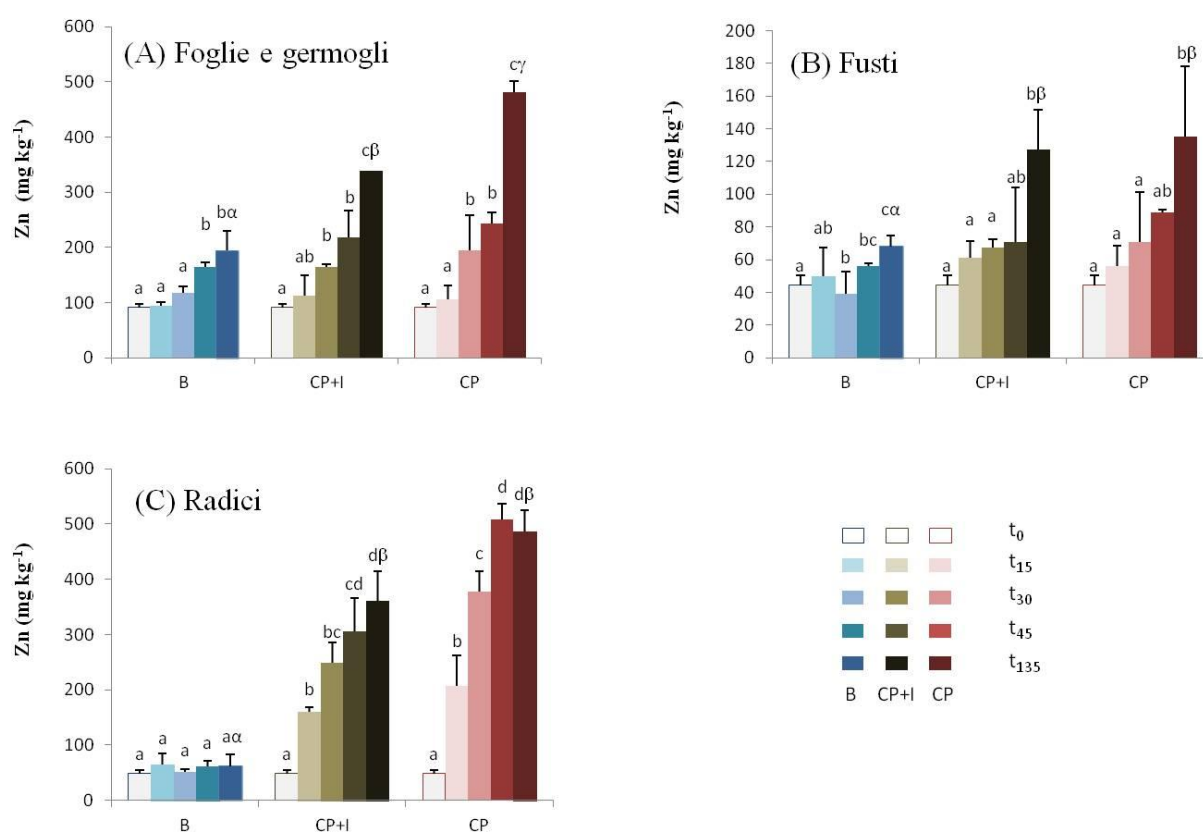 (A) Foglie e germogli
Zn (mg kg⁻¹)
600
500
400
300
200
100
0
a a a b bα
a ab b b cβ
a a b b cγ
B CP+I CP
(B) Fusti
Zn (mg kg⁻¹)
200
180
160
140
120
100
80
60
40
20
0
a ab b bc cα
a a a ab bβ
a a a ab bβ
B CP+I CP
(C) Radici
Zn (mg kg⁻¹)
600
500
400
300
200
100
0
a a a a aα
a b bc cd dβ
a b c d dβ
B CP+I CP
t₀
t₁₅
t₃₀
t₄₅
t₁₃₅
B CP+I CP